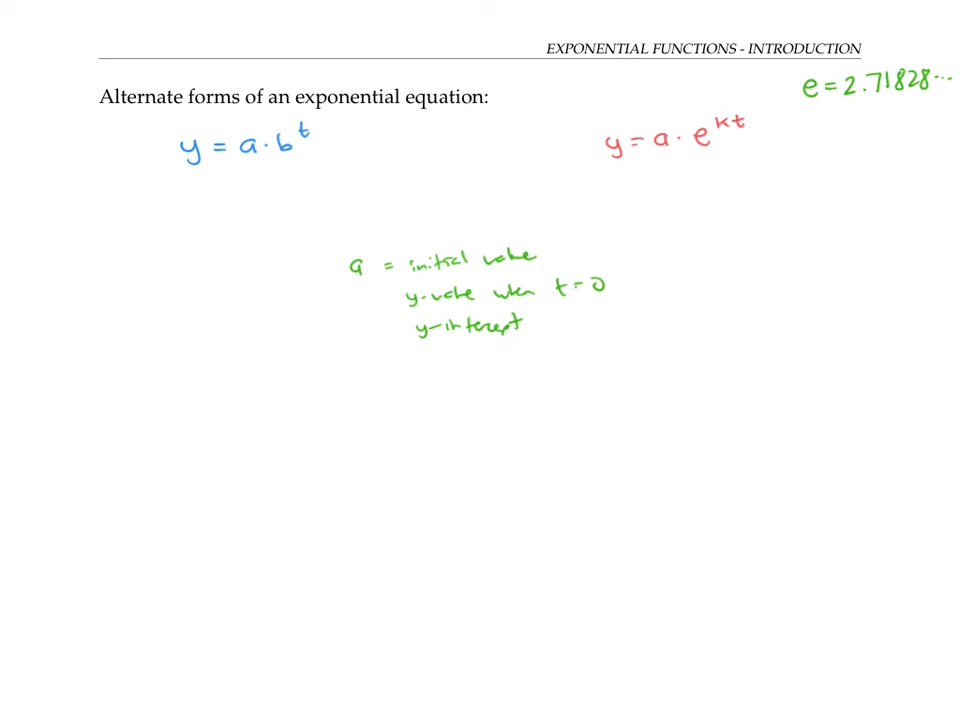 EXPONENTIAL FUNCTIONS - INTRODUCTION
e = 2.71828...
Alternate forms of an exponential equation:
y = a · b^t
y = a · e^{kt}
a = initial value
y-value when t = 0
y-intercept